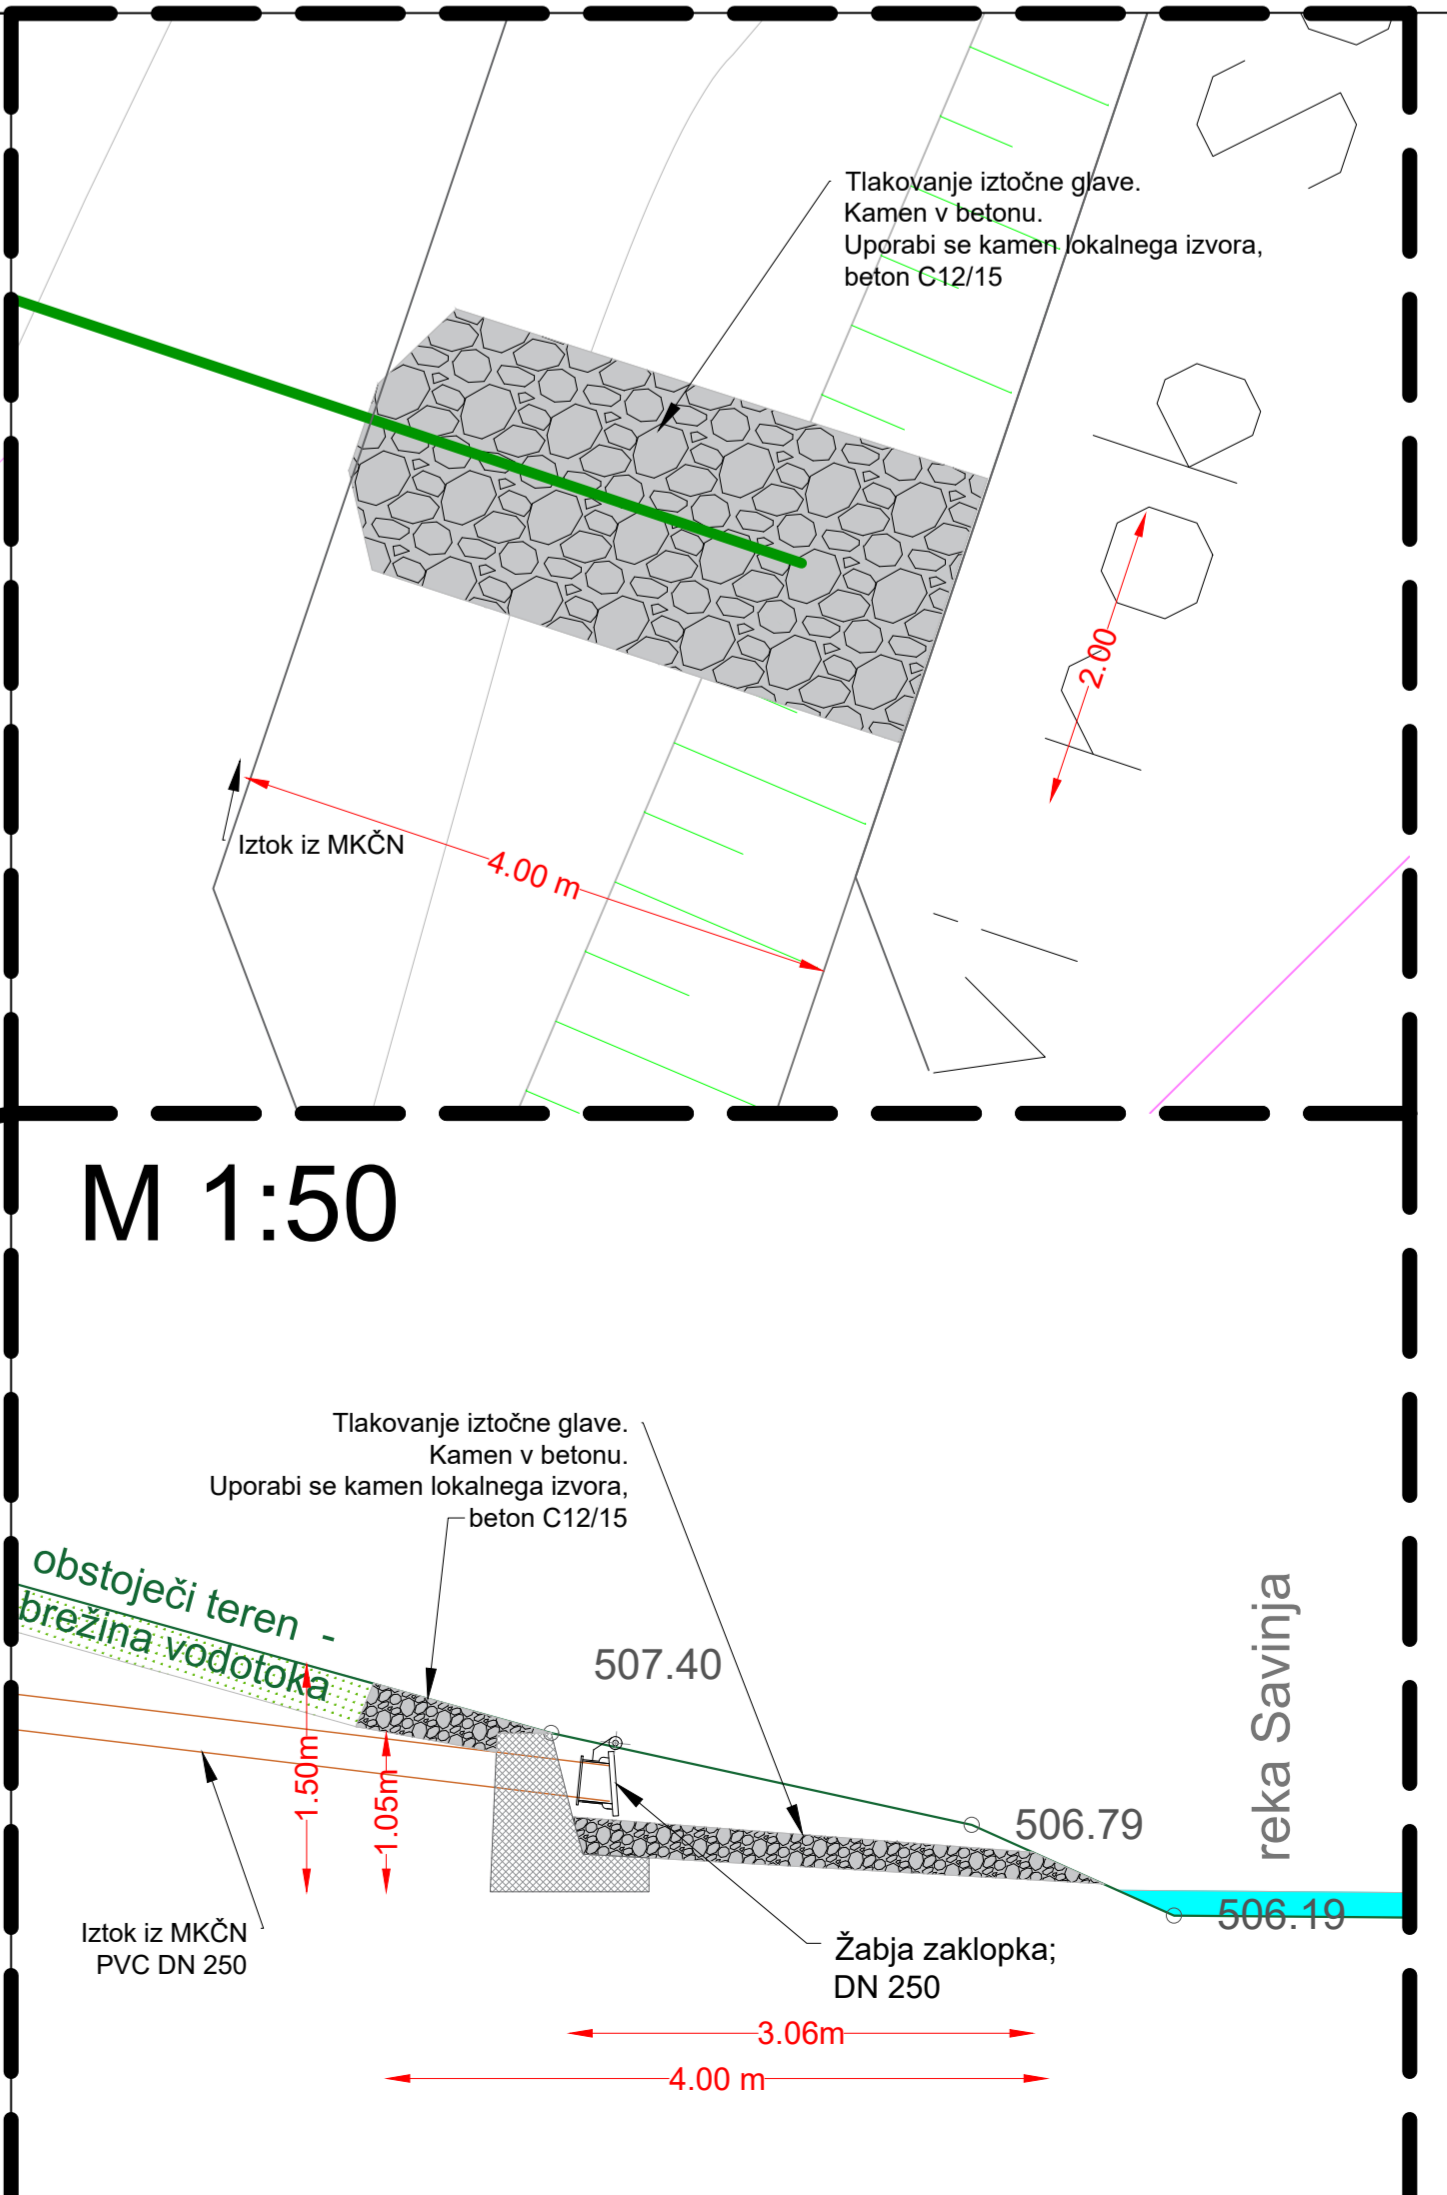 Tlakovanje iztočne glave.
Kamen v betonu.
Uporabi se kamen lokalnega izvora,
beton C12/15
2.00
Iztok iz MKČN
4.00 m
M 1:50
Tlakovanje iztočne glave.
Kamen v betonu.
Uporabi se kamen lokalnega izvora,
beton C12/15
obstoječi teren -
brežina vodotoka
507.40
reka Savinja
1.50m
1.05m
506.79
506.19
Iztok iz MKČN
PVC DN 250
Žabja zaklopka;
DN 250
3.06m
4.00 m